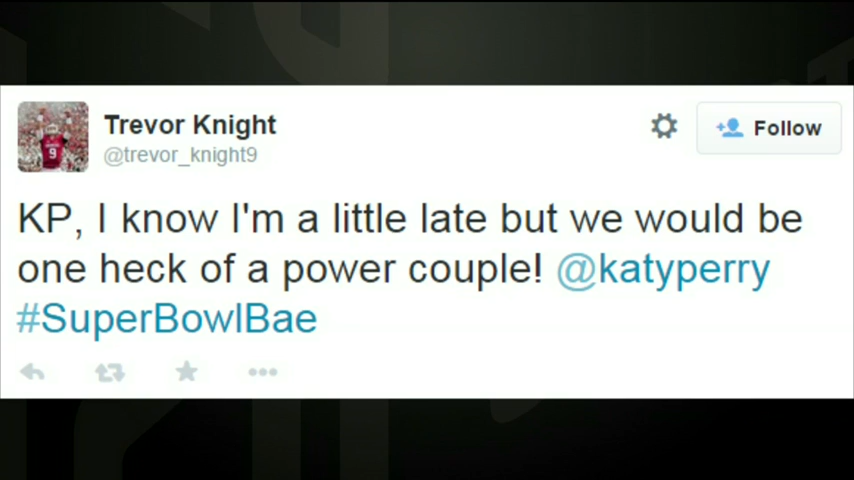 Trevor Knight
@trevor_knight9
Follow
KP, I know I'm a little late but we would be
one heck of a power couple! @katyperry
#SuperBowlBae
9